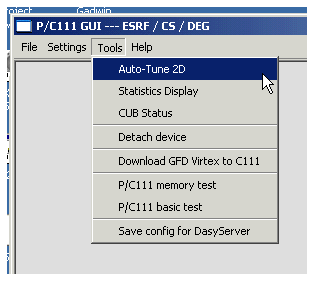 oject Gadwin
P/C111 GUI --- ESRF / CS / DEG
File Settings Tools Help
Auto-Tune 2D
Statistics Display
CUB Status
Detach device
Download GFD Virtex to C111
P/C111 memory test
P/C111 basic test
Save config for DasyServer